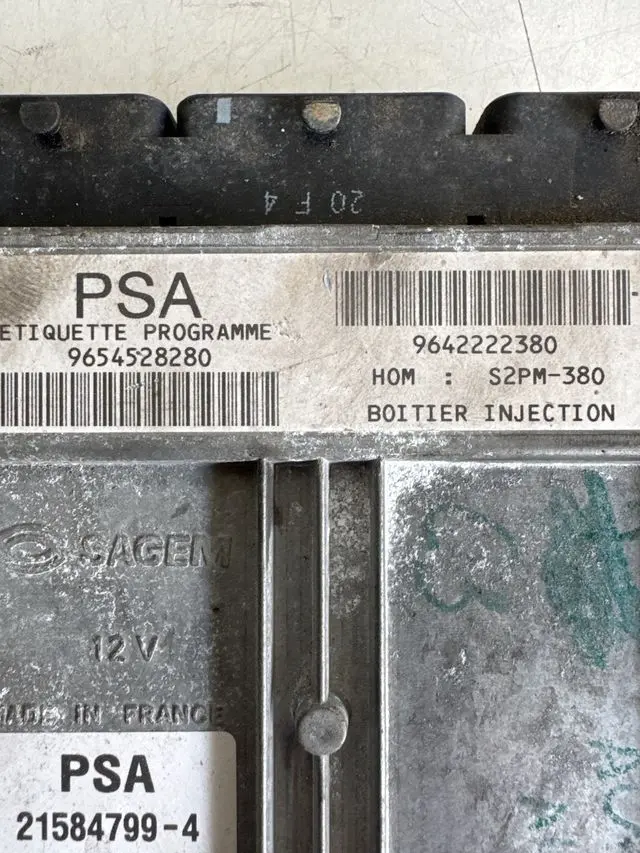 20 F 4
PSA
ETIQUETTE PROGRAMME
9654528280
9642222380
HOM : S2PM-380
BOITIER INJECTION
SAGEM
12 V
MADE IN FRANCE
PSA
21584799-4